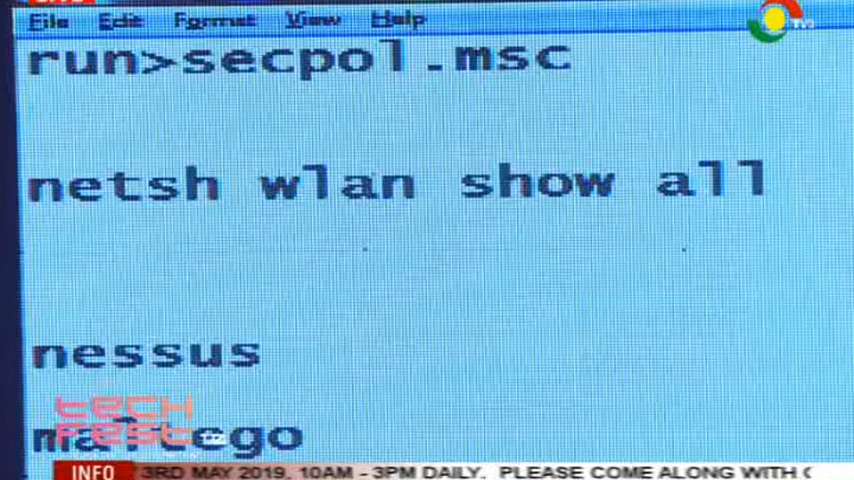 File Edit Format View Help
run>secpol.msc
netsh wlan show all
nessus
maltego
tech
fest
INFO
3RD MAY 2019, 10AM - 3PM DAILY. PLEASE COME ALONG WITH